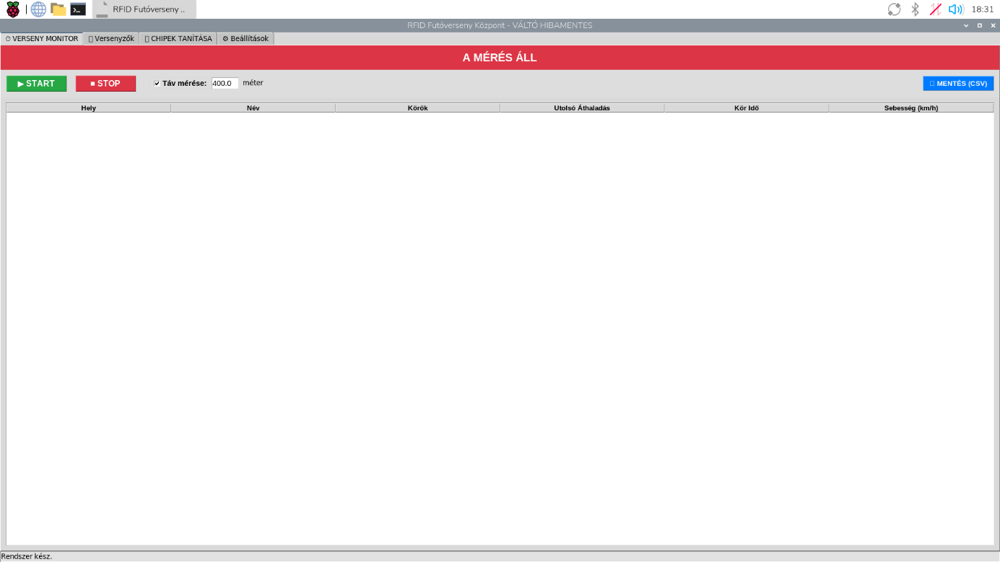 RFID Futóverseny ..
18:31
RFID Futóverseny Központ - VÁLTÓ HIBAMENTES
⏱ VERSENY MONITOR
Versenyzők
CHIPEK TANÍTÁSA
⚙ Beállítások
A MÉRÉS ÁLL
▶ START
■ STOP
Táv mérése:
400.0
méter
MENTÉS (CSV)
Hely
Név
Körök
Utolsó Áthaladás
Kör Idő
Sebesség (km/h)
Rendszer kész.